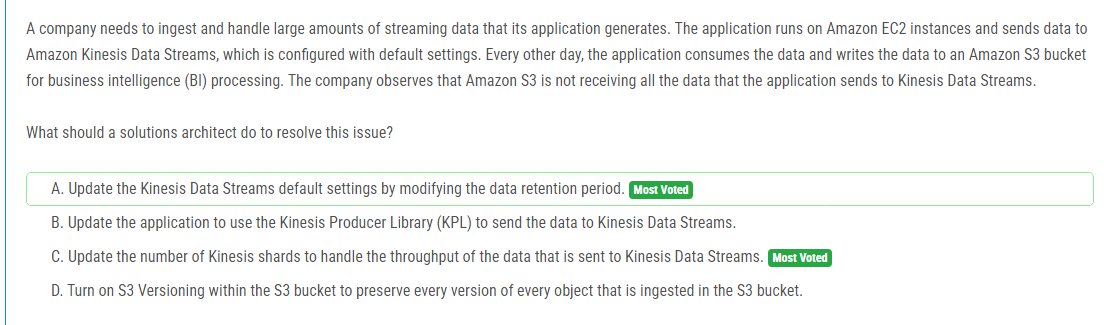 A company needs to ingest and handle large amounts of streaming data that its application generates. The application runs on Amazon EC2 instances and sends data to
Amazon Kinesis Data Streams, which is configured with default settings. Every other day, the application consumes the data and writes the data to an Amazon S3 bucket
for business intelligence (BI) processing. The company observes that Amazon S3 is not receiving all the data that the application sends to Kinesis Data Streams.
What should a solutions architect do to resolve this issue?
A. Update the Kinesis Data Streams default settings by modifying the data retention period. Most Voted
B. Update the application to use the Kinesis Producer Library (KPL) to send the data to Kinesis Data Streams.
C. Update the number of Kinesis shards to handle the throughput of the data that is sent to Kinesis Data Streams. Most Voted
D. Turn on S3 Versioning within the S3 bucket to preserve every version of every object that is ingested in the S3 bucket.